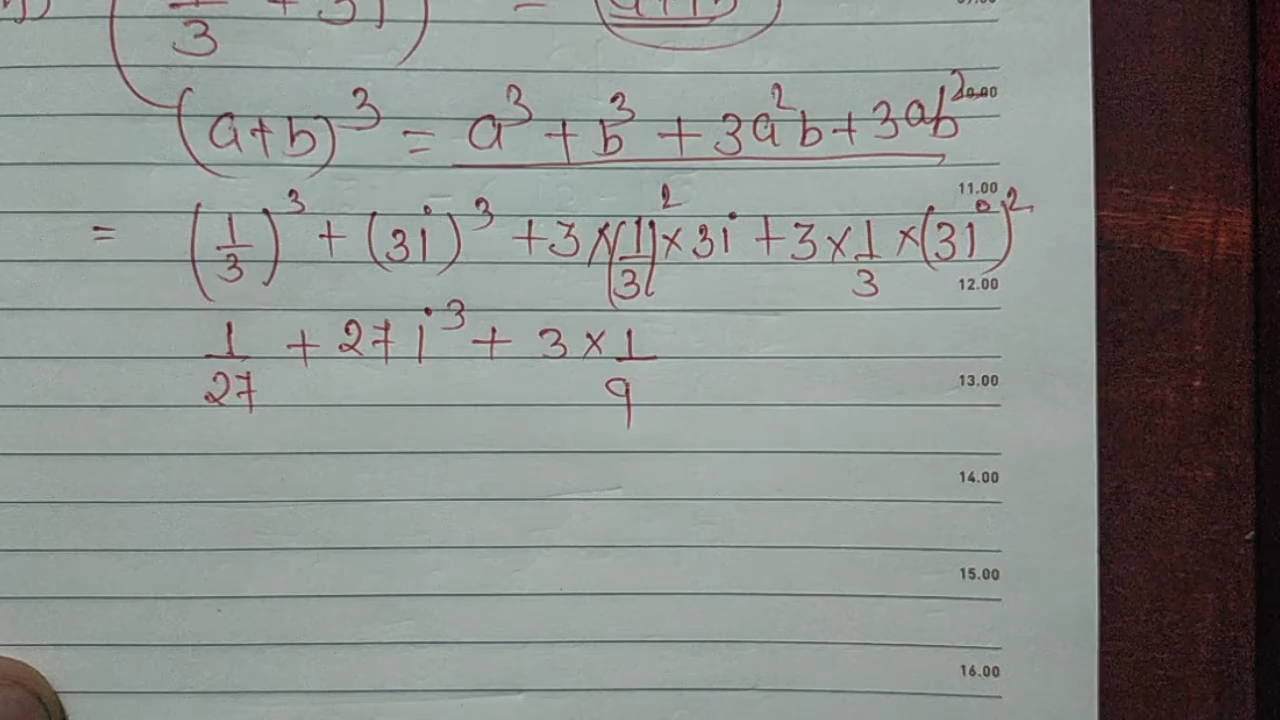 3
(a+b)³ = a³ + b³ + 3a²b + 3ab²
11.00
= (1/3)³ + (3i)³ + 3×(1/3)²×3i + 3×1/3×(3i)²
12.00
1/27 + 27i³ + 3×1/9
13.00
14.00
15.00
16.00